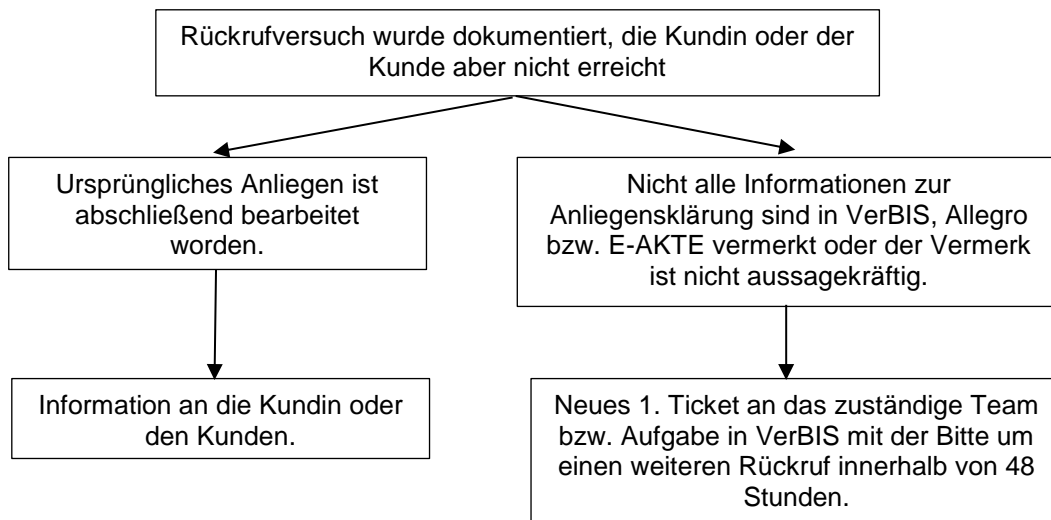 Rückrufversuch wurde dokumentiert, die Kundin oder der
Kunde aber nicht erreicht
Ursprüngliches Anliegen ist
abschließend bearbeitet
worden.
Nicht alle Informationen zur
Anliegensklärung sind in VerBIS, Allegro
bzw. E-AKTE vermerkt oder der Vermerk
ist nicht aussagekräftig.
Information an die Kundin oder
den Kunden.
Neues 1. Ticket an das zuständige Team
bzw. Aufgabe in VerBIS mit der Bitte um
einen weiteren Rückruf innerhalb von 48
Stunden.